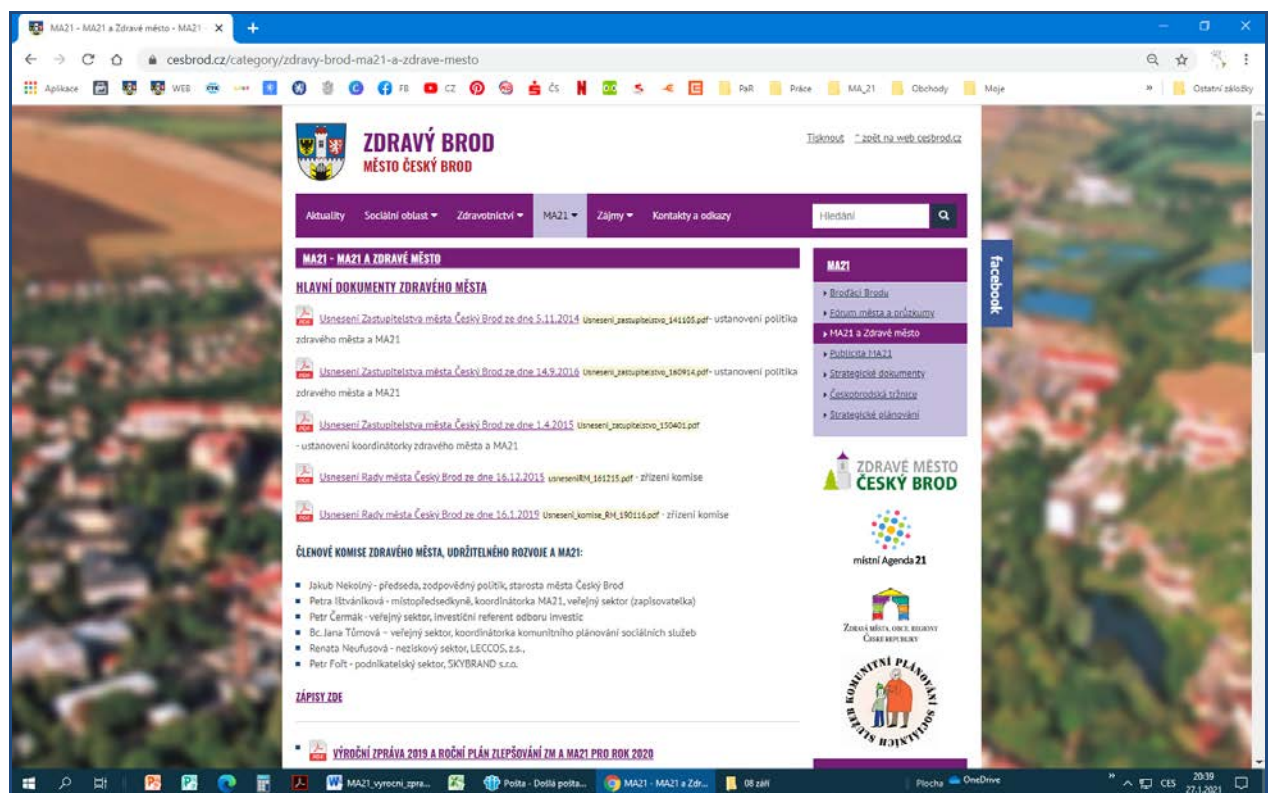 MA21 - MA21 a Zdravé město - MA21 -
cesbrod.cz/category/zdravy-brod-ma21-a-zdrave-mesto
Aplikace WEB FB CZ ČS PaR Práce MA_21 Obchody Moje » Ostatní záložky
ZDRAVÝ BROD
MĚSTO ČESKÝ BROD
Tisknout ^ zpět na web cesbrod.cz
Aktuality Sociální oblast Zdravotnictví MA21 Zájmy Kontakty a odkazy Hledání
MA21 - MA21 A ZDRAVÉ MĚSTO
HLAVNÍ DOKUMENTY ZDRAVÉHO MĚSTA
Usnesení Zastupitelstva města Český Brod ze dne 5.11.2014 Usneseni_zastupitelstvo_141105.pdf- ustanovení politika
zdravého města a MA21
Usnesení Zastupitelstva města Český Brod ze dne 14.9.2016 Usneseni_zastupitelstvo_160914.pdf- ustanovení politika
zdravého města a MA21
Usnesení Zastupitelstva města Český Brod ze dne 1.4.2015 Usneseni_zatupitelstvo_150401.pdf
- ustanovení koordinátorky zdravého města a MA21
Usnesení Rady města Český Brod ze dne 16.12.2015 usneseniRM_161215.pdf - zřízení komise
Usnesení Rady města Český Brod ze dne 16.1.2019 Usneseni_komise_RM_190116.pdf - zřízení komise
ČLENOVÉ KOMISE ZDRAVÉHO MĚSTA, UDRŽITELNÉHO ROZVOJE A MA21:
Jakub Nekolný - předseda, zodpovědný politik, starosta města Český Brod
Petra Ištváníková - místopředsedkyně, koordinátorka MA21, veřejný sektor (zapisovatelka)
Petr Čermák - veřejný sektor, investiční referent odboru investic
Bc. Jana Tůmová – veřejný sektor, koordinátorka komunitního plánování sociálních služeb
Renata Neufusová - neziskový sektor, LECCOS, z.s.,
Petr Fořt - podnikatelský sektor, SKYBRAND s.r.o.
ZÁPISY ZDE
VÝROČNÍ ZPRÁVA 2019 A ROČNÍ PLÁN ZLEPŠOVÁNÍ ZM A MA21 PRO ROK 2020
MA21
Broďáci Brodu
Fórum města a průzkumy
MA21 a Zdravé město
Publicita MA21
Strategické dokumenty
Českobrodská tržnice
Strategické plánování
facebook
ZDRAVÉ MĚSTO
ČESKÝ BROD
místní Agenda 21
ZDRAVÁ MĚSTA, OBCE, REGIONY
ČESKÉ REPUBLIKY
KOMUNITNÍ PLÁNOVÁNÍ SOCIÁLNÍCH SLUŽEB
MA21_vyrocni_zpra... Pošta - Došlá pošta... MA21 - MA21 a Zdr... 08 září Plocha OneDrive » CES 20:39
27.1.2021